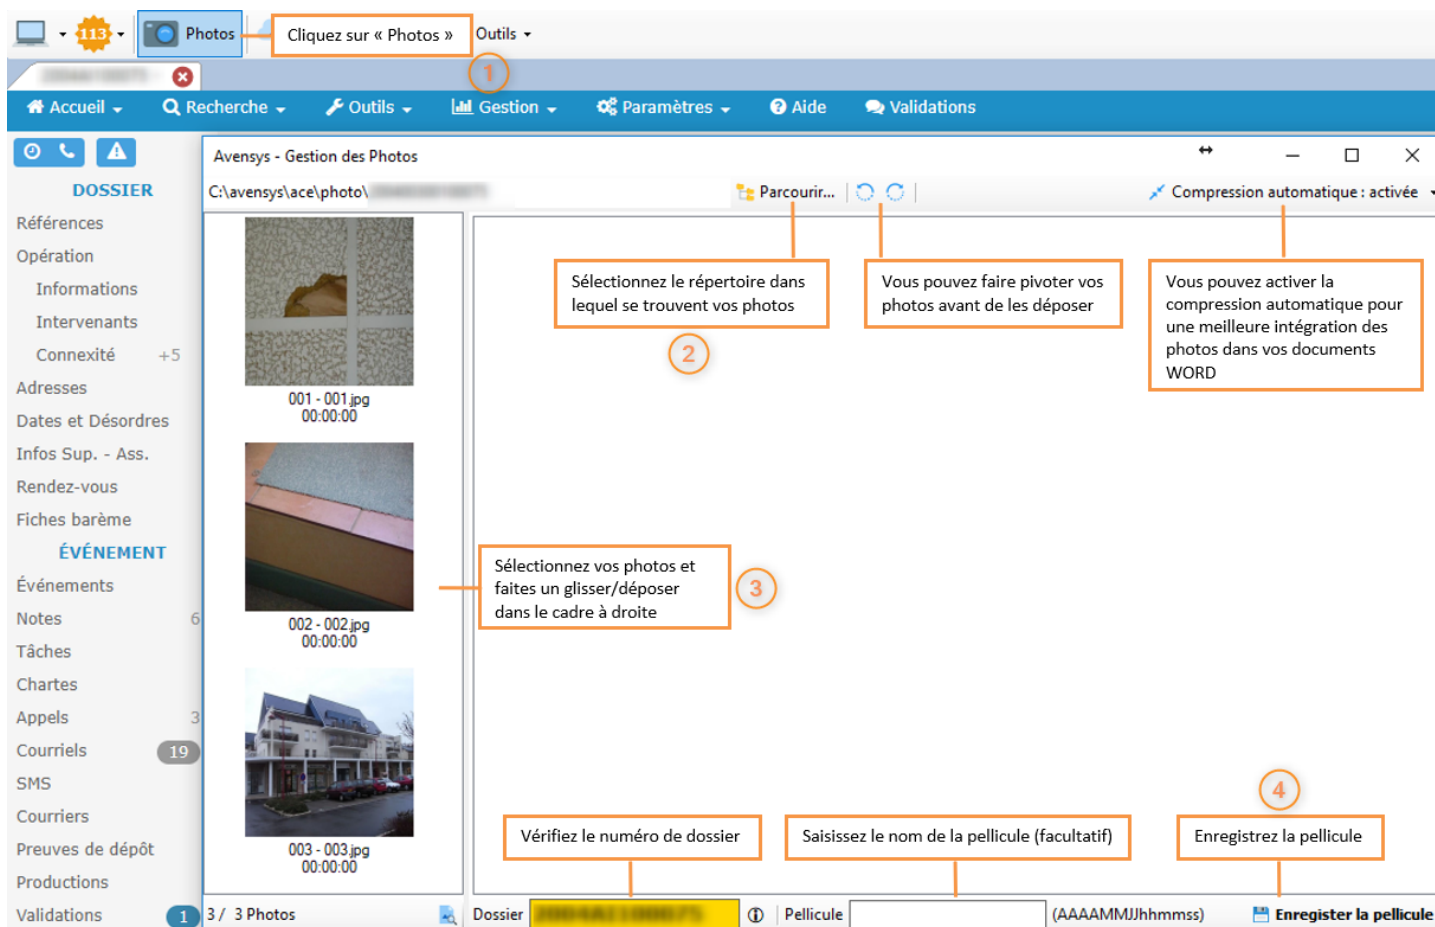 113
Photos
Cliquez sur « Photos »
Outils
1
Accueil
Recherche
Outils
Gestion
Paramètres
Aide
Validations
DOSSIER
Références
Opération
Informations
Intervenants
Connexité +5
Adresses
Dates et Désordres
Infos Sup. - Ass.
Rendez-vous
Fiches barème
ÉVÉNEMENT
Événements
Notes 6
Tâches
Chartes
Appels 3
Courriels 19
SMS
Courriers
Preuves de dépôt
Productions
Validations 1
Avensys - Gestion des Photos
C:\avensys\ace\photo\
Parcourir...
Compression automatique : activée
001 - 001.jpg
00:00:00
002 - 002.jpg
00:00:00
003 - 003.jpg
00:00:00
Sélectionnez le répertoire dans
lequel se trouvent vos photos
2
Vous pouvez faire pivoter vos
photos avant de les déposer
Vous pouvez activer la
compression automatique pour
une meilleure intégration des
photos dans vos documents
WORD
Sélectionnez vos photos et
faites un glisser/déposer
dans le cadre à droite
3
4
Vérifiez le numéro de dossier
Saisissez le nom de la pellicule (facultatif)
Enregistrez la pellicule
3 / 3 Photos
Dossier
Pellicule
(AAAAMMJJhhmmss)
Enregister la pellicule